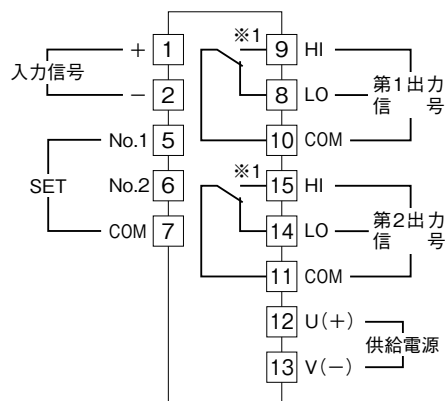 入力信号
+ 1
− 2
SET
No.1 5
No.2 6
COM 7
※1
9 HI
8 LO
10 COM
第1出力
信 号
※1
15 HI
14 LO
11 COM
第2出力
信 号
12 U(+)
13 V(−)
供給電源